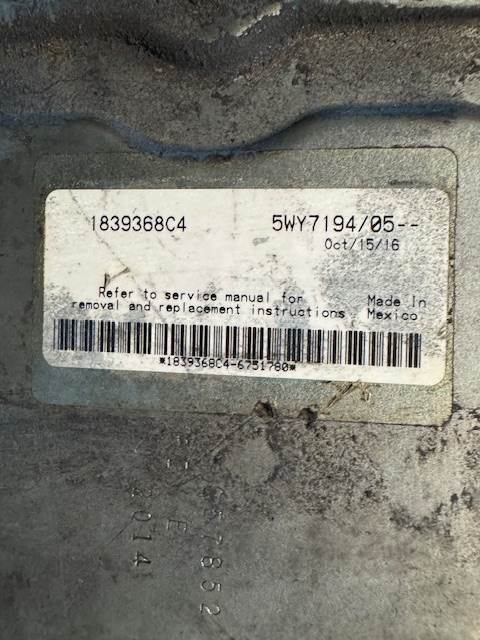 1839368C4 5WY7194/05--
Oct/15/16
Refer to service manual for
removal and replacement instructions
Made In
Mexico
*1839368C4-6751780*
E
2014